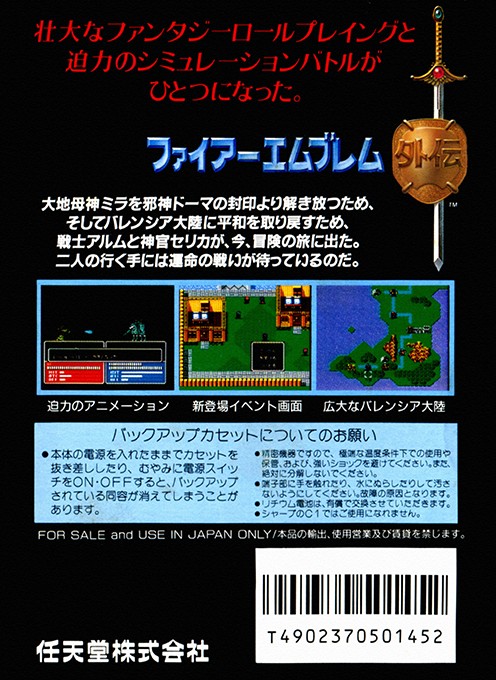 壮大なファンタジーロールプレイングと
迫力のシミュレーションバトルが
ひとつになった。
ファイアーエムブレム
外伝
TM
大地母神ミラを邪神ドーマの封印より解き放つため、
そしてバレンシア大陸に平和を取り戻すため、
戦士アルムと神官セリカが、今、冒険の旅に出た。
二人の行く手には運命の戦いが待っているのだ。
迫力のアニメーション
新登場イベント画面
広大なバレンシア大陸
バックアップカセットについてのお願い
●本体の電源を入れたままでカセットを
抜き差ししたり、むやみに電源スイッ
チをON・OFFすると、バックアップ
されている内容が消えてしまうことが
あります。
●精密機器ですので、極端な温度条件下での使用や
保管、および、強いショックを避けてください。また、
絶対に分解しないでください。
●端子部に手を触れたり、水にぬらしたりして汚さ
ないようにしてください。故障の原因となります。
●リチウム電池は、有償で交換させていただきます。
●シャープのC1ではご使用になれません。
FOR SALE and USE IN JAPAN ONLY/本品の輸出、使用営業及び賃貸を禁じます。
T4902370501452
任天堂株式会社